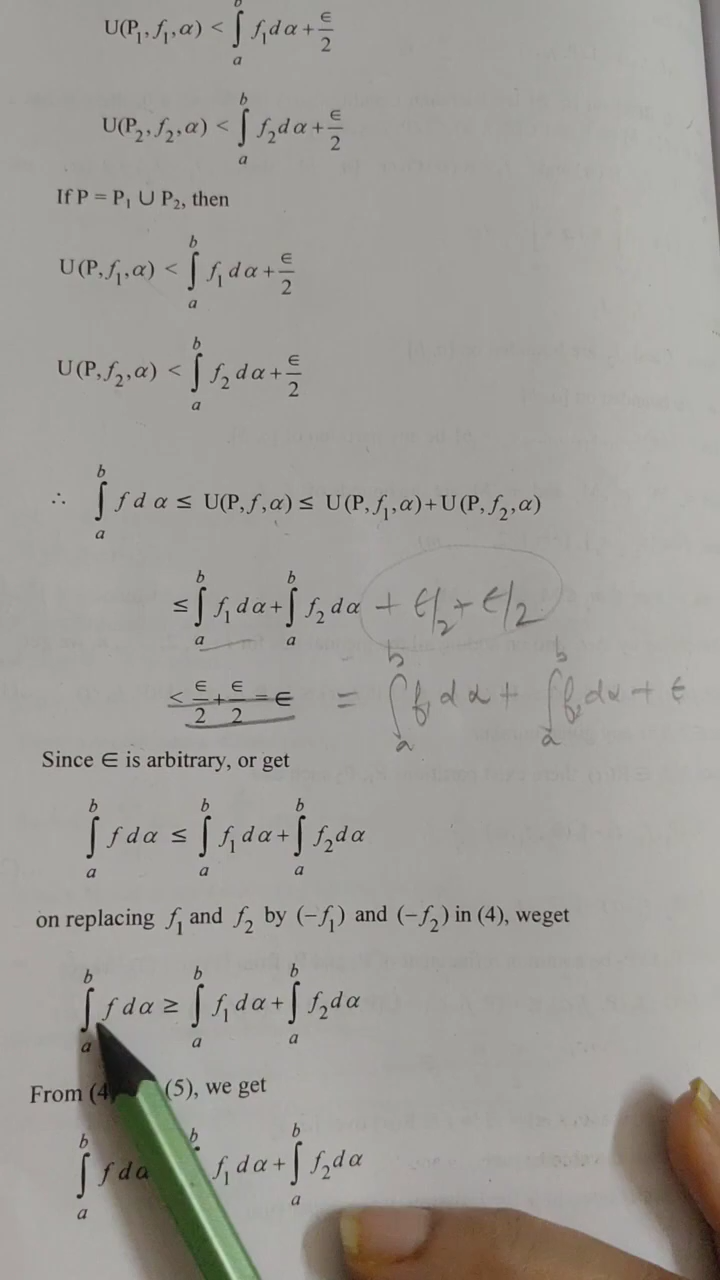 U(P₁, f₁, α) < ∫ₐᵇ f₁ dα + ∈/2
U(P₂, f₂, α) < ∫ₐᵇ f₂ dα + ∈/2
If P = P₁ ∪ P₂, then
U(P, f₁, α) < ∫ₐᵇ f₁ dα + ∈/2
U(P, f₂, α) < ∫ₐᵇ f₂ dα + ∈/2
∴ ∫ₐᵇ f d α ≤ U(P, f, α) ≤ U(P, f₁, α) + U(P, f₂, α)
≤ ∫ₐᵇ f₁ dα + ∫ₐᵇ f₂ dα + ε/2 + ε/2
< ∈/2 + ∈/2 = ∈ = ∫ₐᵇ f₁ dα + ∫ₐᵇ f₁ dα + ε
Since ∈ is arbitrary, or get
∫ₐᵇ f dα ≤ ∫ₐᵇ f₁ dα + ∫ₐᵇ f₂ dα
on replacing f₁ and f₂ by (−f₁) and (−f₂) in (4), weget
∫ₐᵇ f dα ≥ ∫ₐᵇ f₁ dα + ∫ₐᵇ f₂ dα
From (4) (5), we get
∫ₐᵇ f dα f₁ dα + ∫ₐᵇ f₂ dα